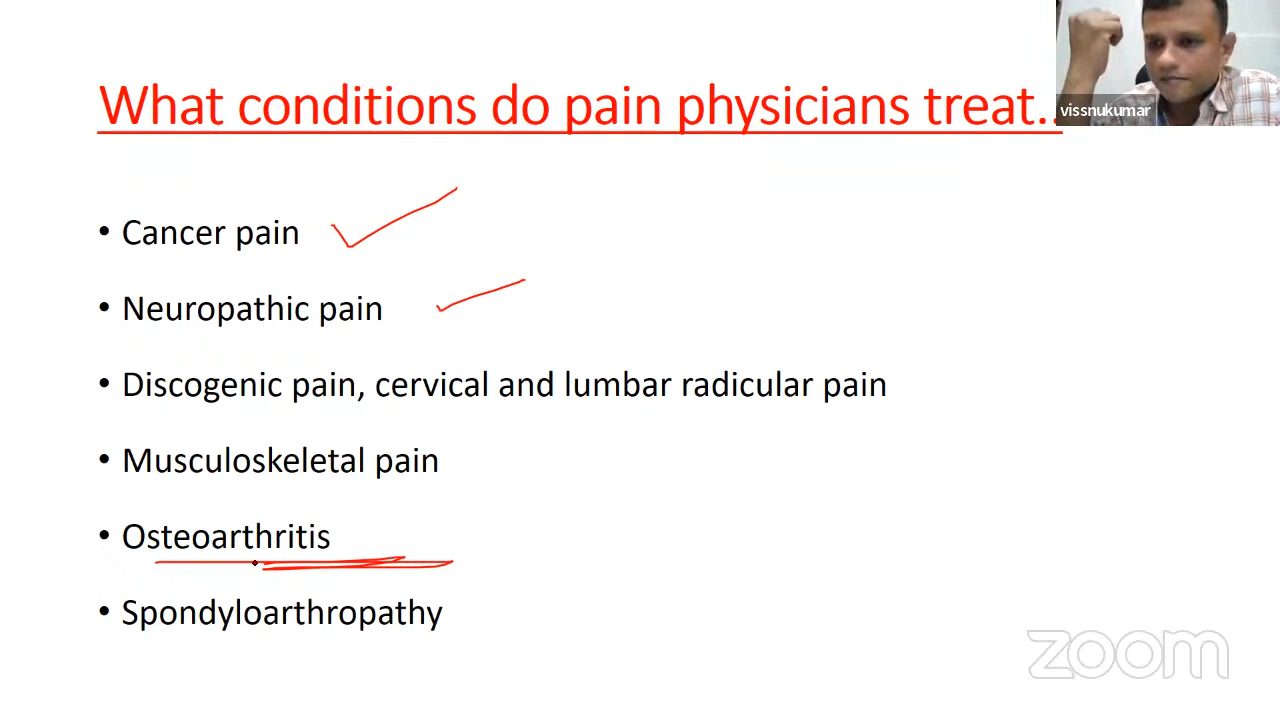 What conditions do pain physicians treat..
vissnukumar
• Cancer pain
• Neuropathic pain
• Discogenic pain, cervical and lumbar radicular pain
• Musculoskeletal pain
• Osteoarthritis
• Spondyloarthropathy
zoom